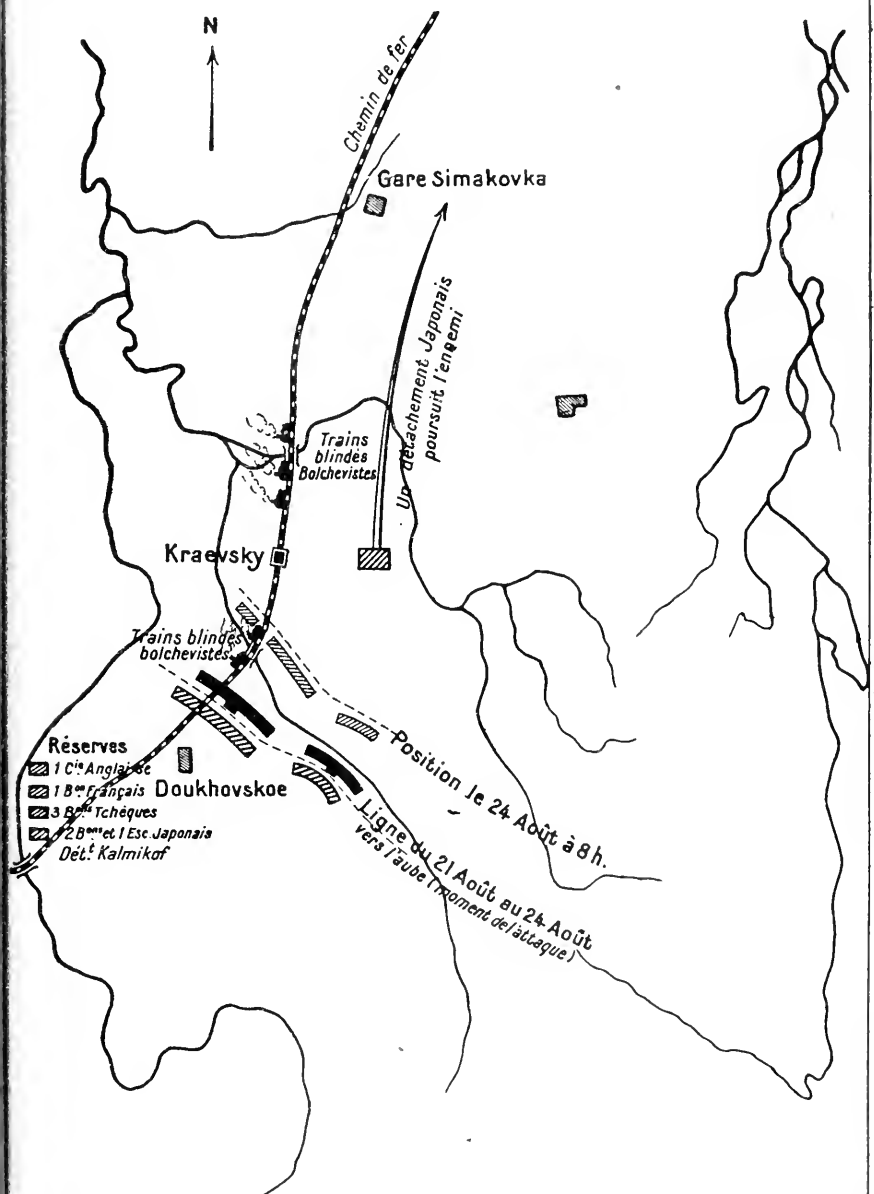 N
Chemin de fer
Gare Simakovka
Un détachement Japonais
poursuit l'ennemi
Trains
blindés
Bolchevistes
Kraevsky
Trains blindés
bolchevistes
Position le 24 Août à 8h.
Réserves
1 Cie Anglaise
1 Bon Français
3 Bons Tchèques
2 Bons et 1 Esc. Japonais
Dét.t Kalmikof
Doukhovskoe
Ligne du 21 Août au 24 Août
vers l'aube (moment de l'attaque)